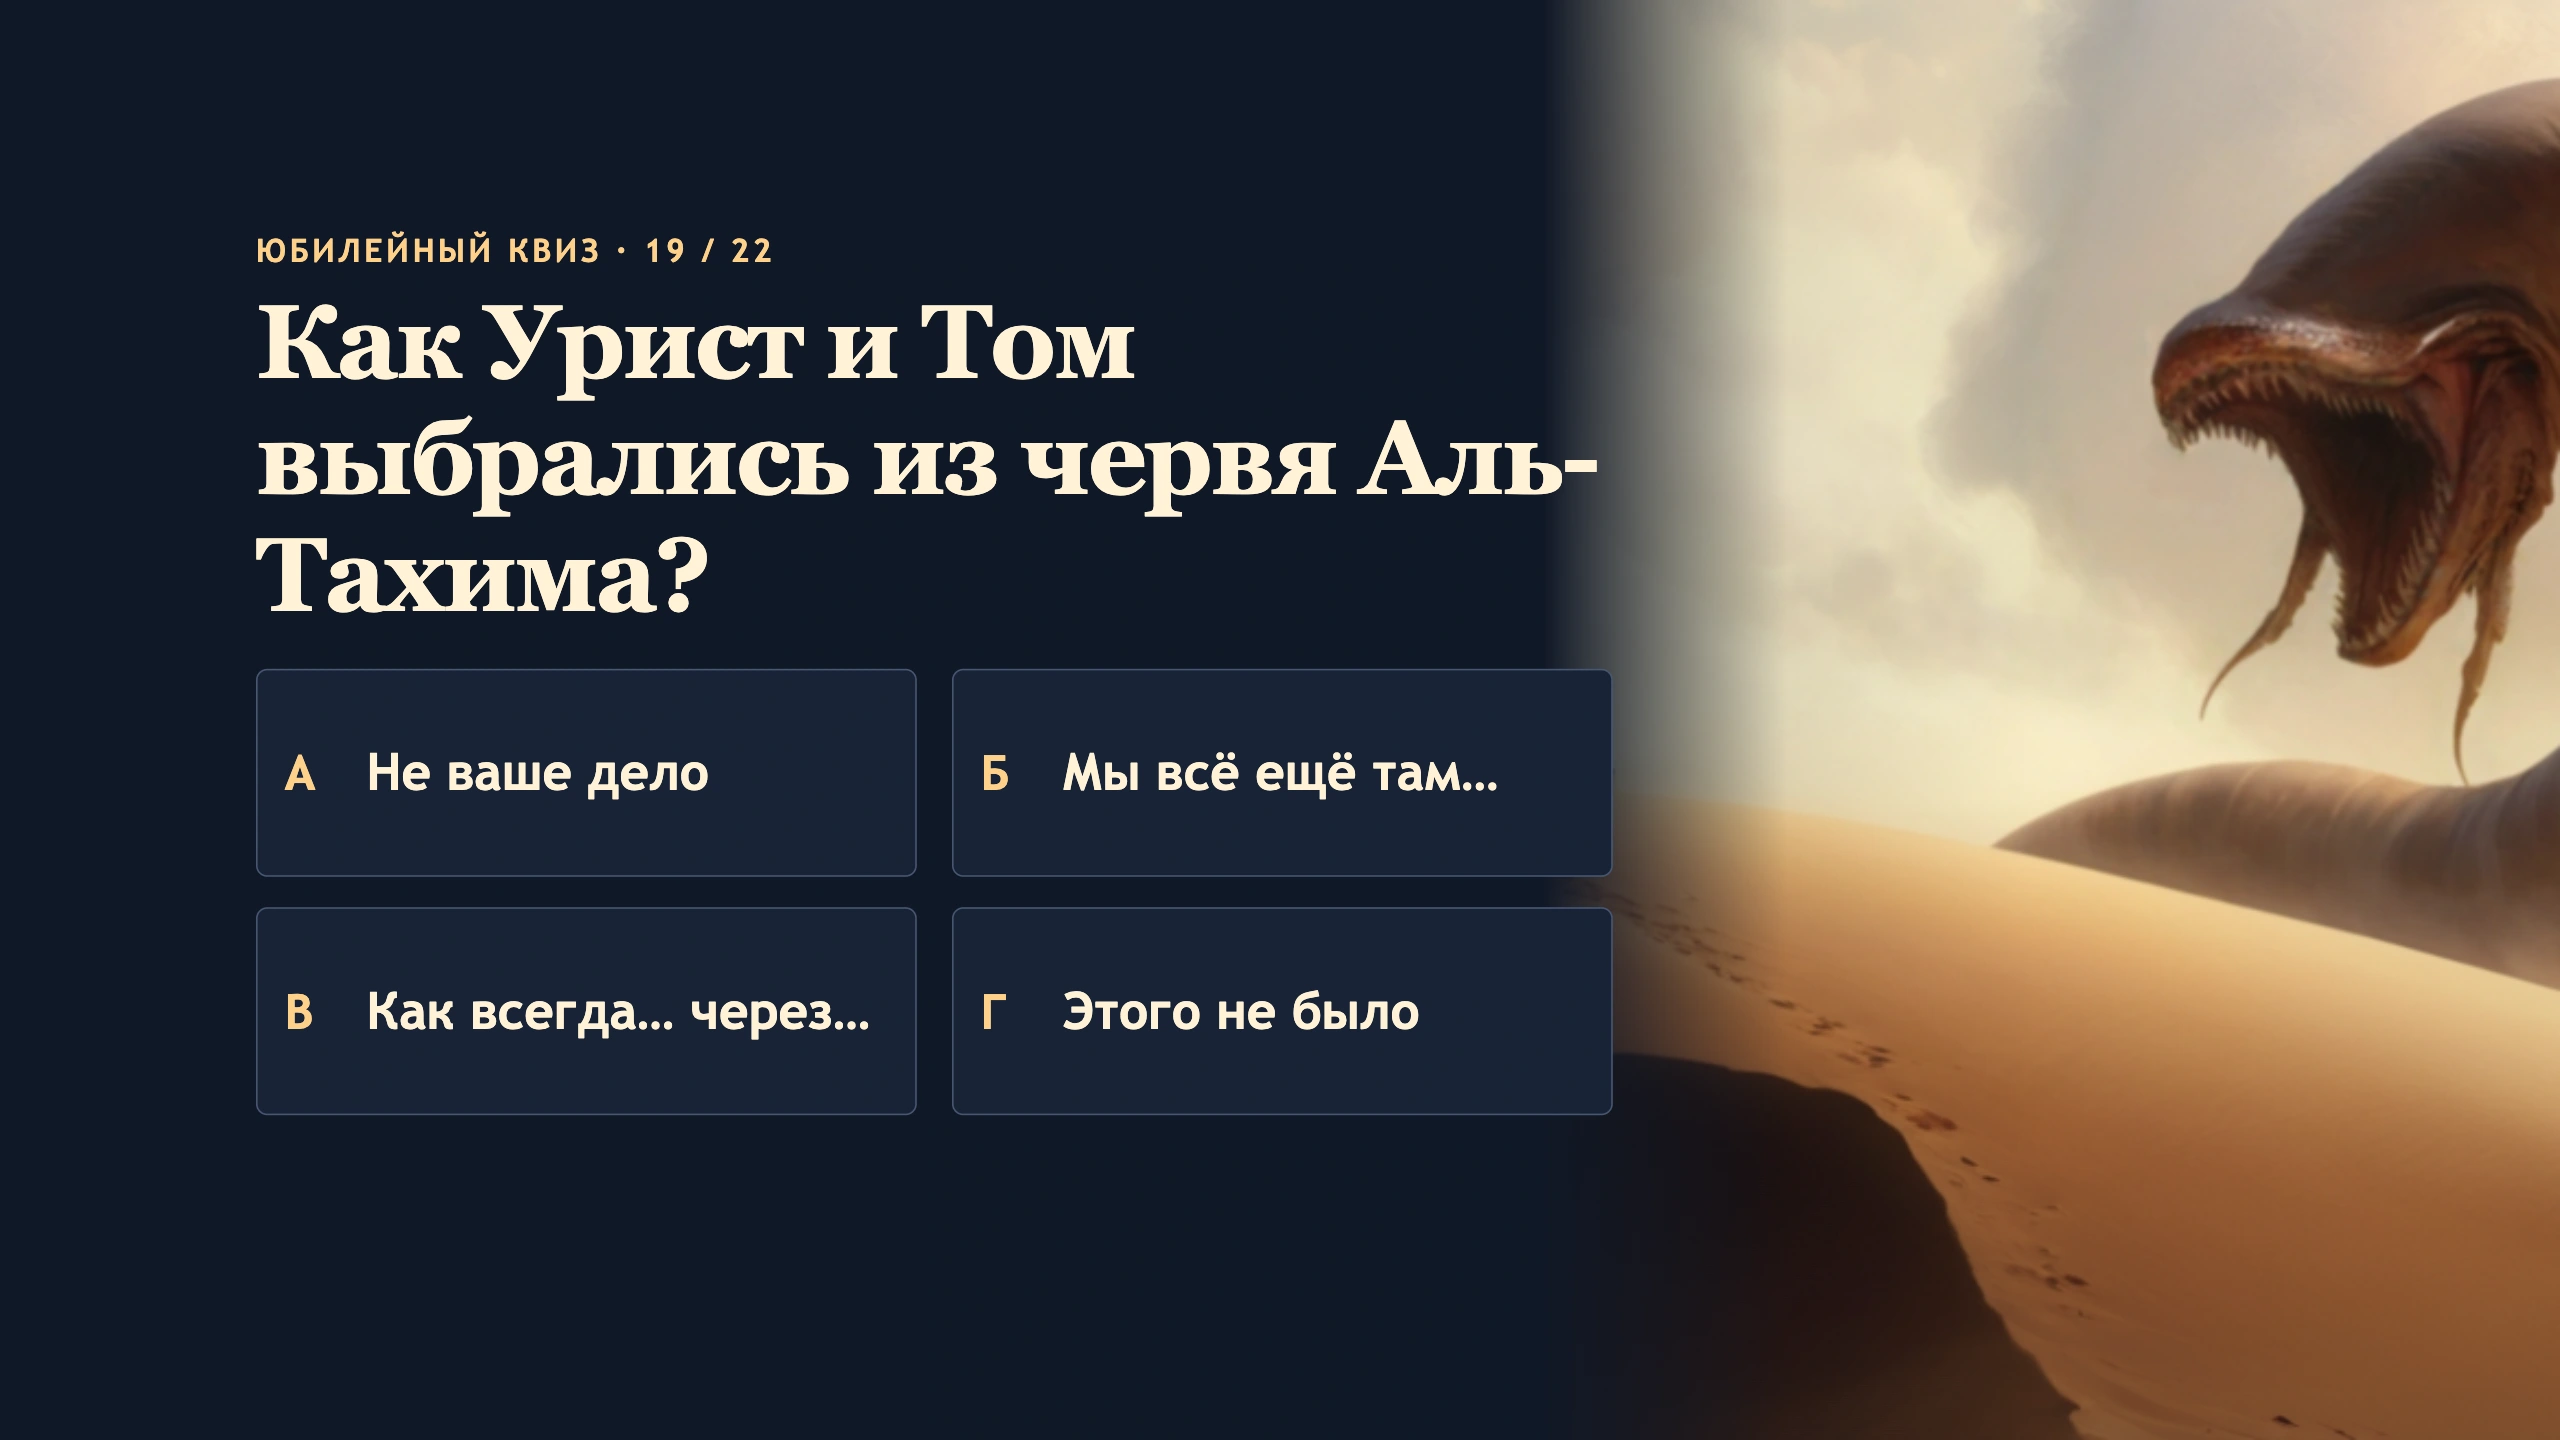 ЮБИЛЕЙНЫЙ КВИЗ · 19 / 22
Как Урист и Том
выбрались из червя Аль-
Тахима?
А Не ваше дело
Б Мы всё ещё там...
В Как всегда... через...
Г Этого не было